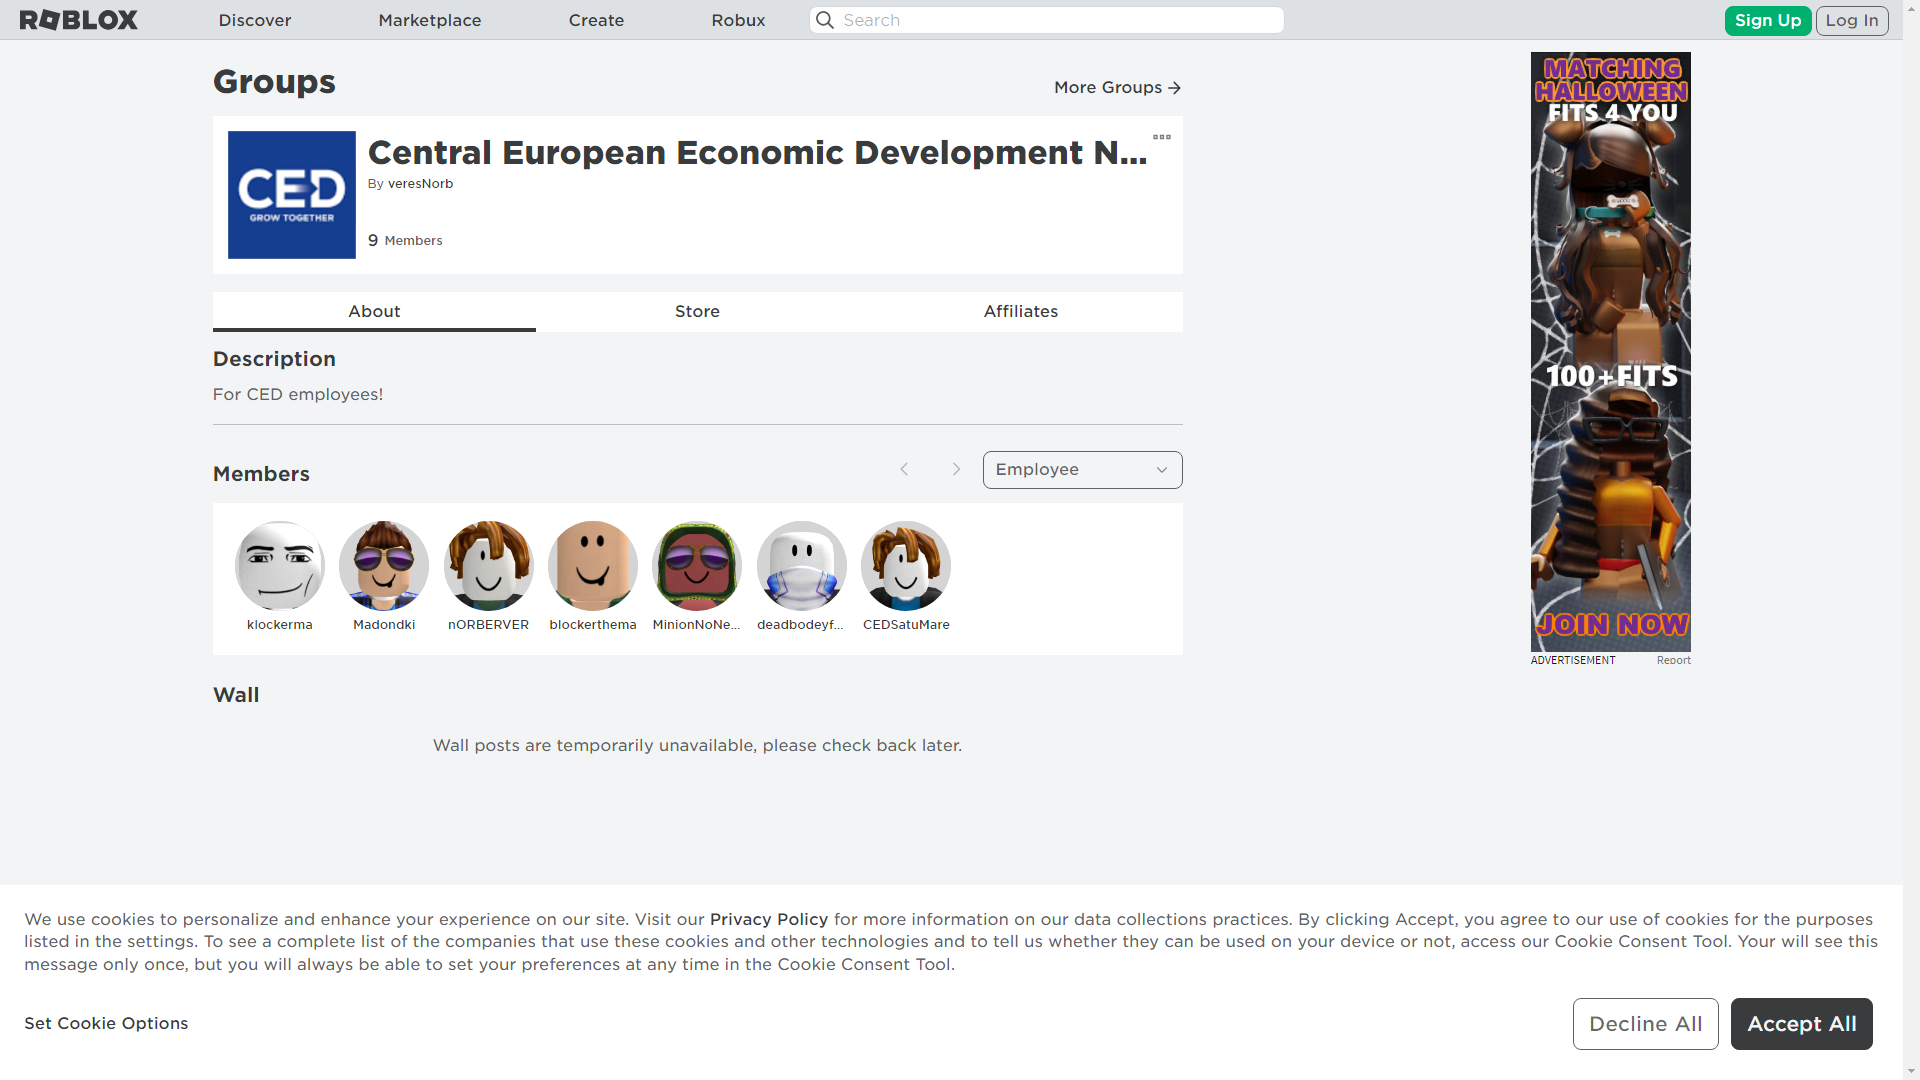 ROBLOX
Discover
Marketplace
Create
Robux
Search
Sign Up
Log In
Groups
More Groups
CED
GROW TOGETHER
Central European Economic Development N...
By veresNorb
9 Members
About
Store
Affiliates
Description
For CED employees!
Members
Employee
klockerma
Madondki
nORBERVER
blockerthema
MinionNoNe...
deadbodeyf...
CEDSatuMare
Wall
Wall posts are temporarily unavailable, please check back later.
MATCHING
HALLOWEEN
FITS 4 YOU
100+FITS
JOIN NOW
ADVERTISEMENT
Report
We use cookies to personalize and enhance your experience on our site. Visit our Privacy Policy for more information on our data collections practices. By clicking Accept, you agree to our use of cookies for the purposes
listed in the settings. To see a complete list of the companies that use these cookies and other technologies and to tell us whether they can be used on your device or not, access our Cookie Consent Tool. Your will see this
message only once, but you will always be able to set your preferences at any time in the Cookie Consent Tool.
Set Cookie Options
Decline All
Accept All